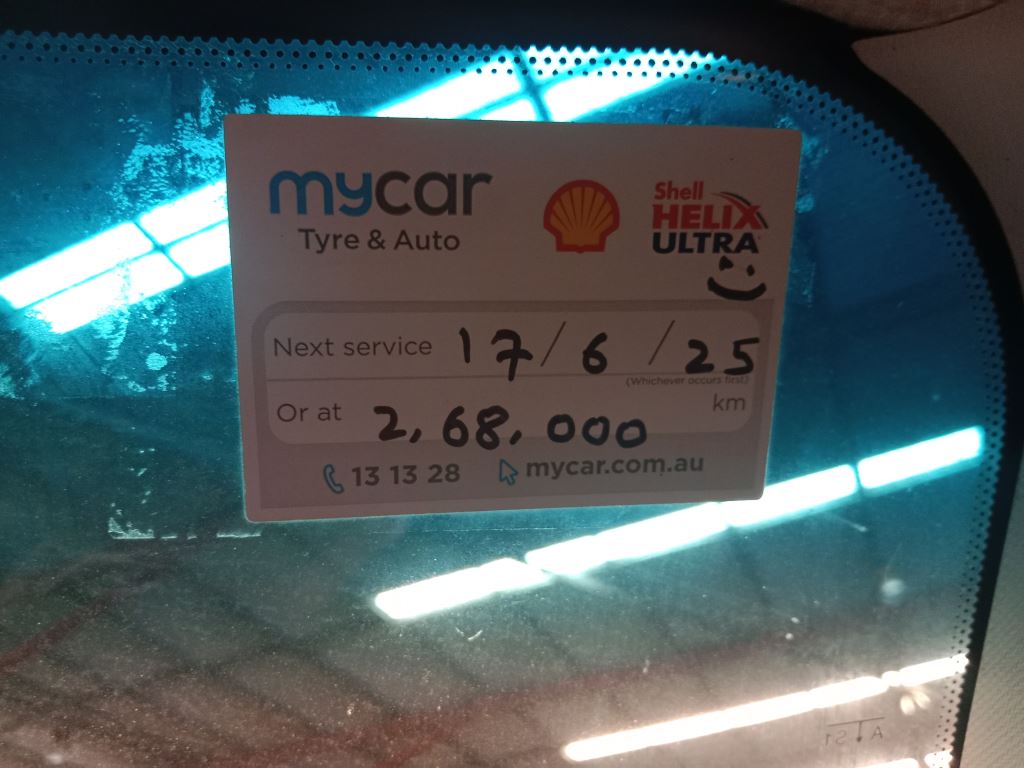 mycar
Tyre & Auto
Shell
HELIX
ULTRA
Next service 17/6/25
(Whichever occurs first)
Or at 2,68,000 km
13 13 28 mycar.com.au